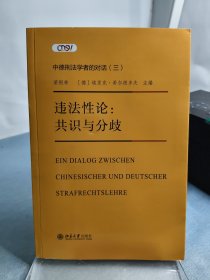 CNSV
中德刑法学者的对话（三）
梁根林 [德]埃里克·希尔根多夫 主编
违法性论：
共识与分歧
EIN DIALOG ZWISCHEN
CHINESISCHER UND DEUTSCHER
STRAFRECHTSLEHRE
北京大学出版社